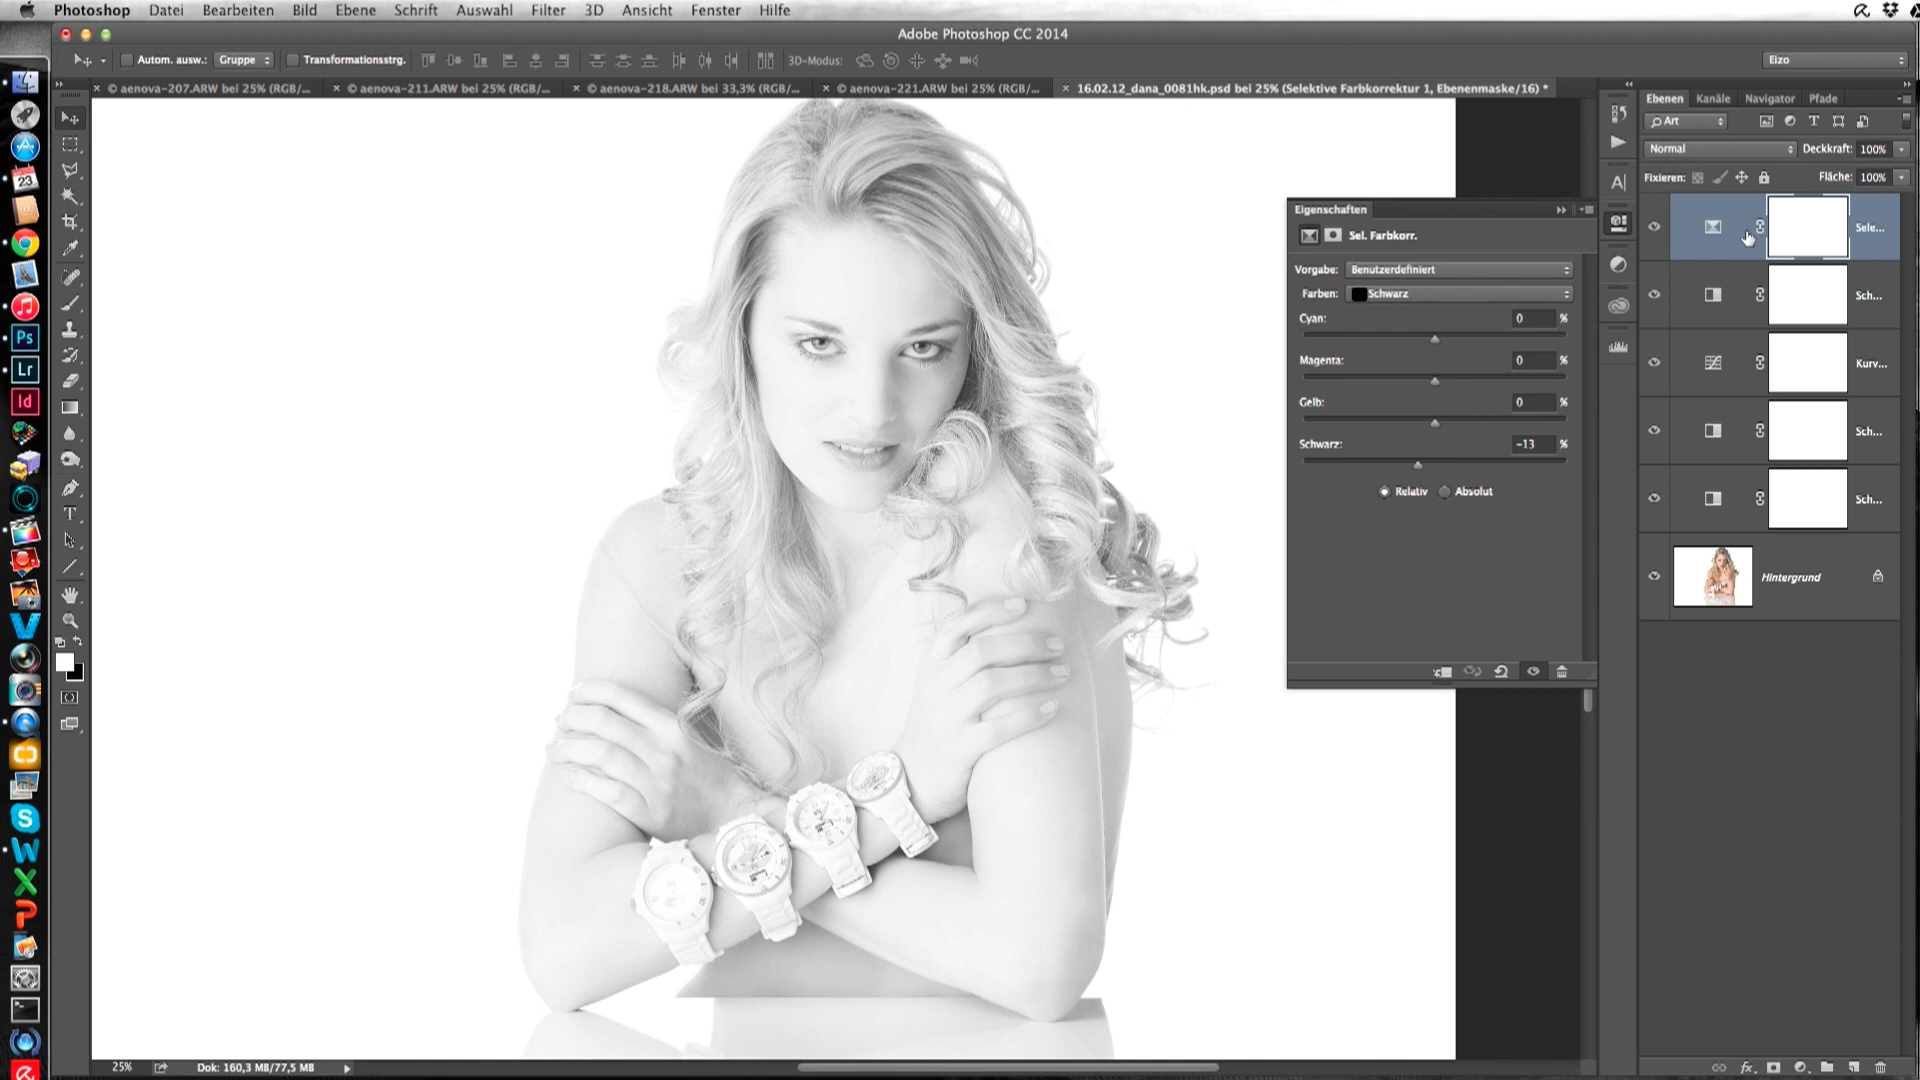 Photoshop Datei Bearbeiten Bild Ebene Schrift Auswahl Filter 3D Ansicht Fenster Hilfe
Adobe Photoshop CC 2014
Autom. ausw.: Gruppe Transformationsstrg. 3D-Modus: Eizo
× © aenova-207.ARW bei 25% (RGB/... × © aenova-211.ARW bei 25% (RGB/... × © aenova-218.ARW bei 33,3% (RGB/... × © aenova-221.ARW bei 25% (RGB/... × 16.02.12_dana_0081hk.psd bei 25% (Selektive Farbkorrektur 1, Ebenenmaske/16) *
Ebenen Kanäle Navigator Pfade
Art
Normal Deckkraft: 100%
Fixieren: Fläche: 100%
Sele...
Sch...
Kurv...
Sch...
Sch...
Hintergrund
Eigenschaften
Sel. Farbkorr.
Vorgabe: Benutzerdefiniert
Farben: Schwarz
Cyan: 0 %
Magenta: 0 %
Gelb: 0 %
Schwarz: -13 %
Relativ Absolut
23
Ps
Lr
Id
25% Dok: 160,3 MB/77,5 MB
fx